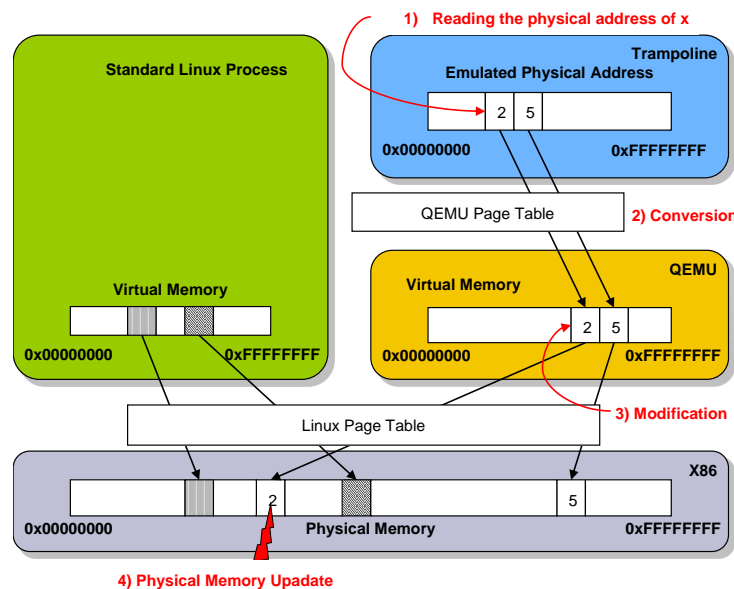 1) Reading the physical address of x
Trampoline
Standard Linux Process
Emulated Physical Address
2 5
0x00000000 0xFFFFFFFF
QEMU Page Table
2) Conversion
QEMU
Virtual Memory
Virtual Memory
2 5
0x00000000 0xFFFFFFFF
0x00000000 0xFFFFFFFF
3) Modification
Linux Page Table
X86
2 5
0x00000000 Physical Memory 0xFFFFFFFF
4) Physical Memory Upadate